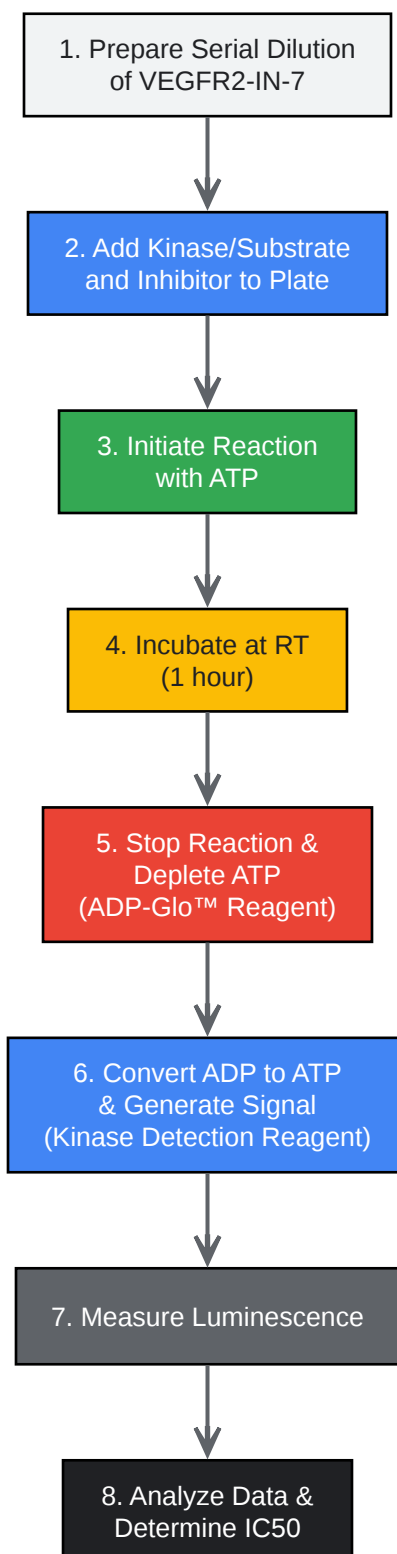 1. Prepare Serial Dilution
of VEGFR2-IN-7
2. Add Kinase/Substrate
and Inhibitor to Plate
3. Initiate Reaction
with ATP
4. Incubate at RT
(1 hour)
5. Stop Reaction &
Deplete ATP
(ADP-Glo™ Reagent)
6. Convert ADP to ATP
& Generate Signal
(Kinase Detection Reagent)
7. Measure Luminescence
8. Analyze Data &
Determine IC50